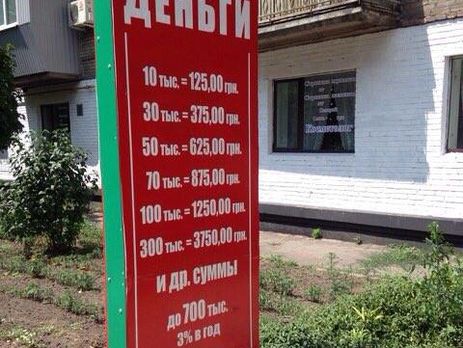 ДЕНЬГИ
10 тыс. = 125,00 грн.
30 тыс. = 375,00 грн.
50 тыс. = 625,00 грн.
70 тыс. = 875,00 грн.
100 тыс. = 1250,00 грн.
300 тыс. = 3750,00 грн.
и др. суммы
до 700 тыс.
3% в год
Косметолог